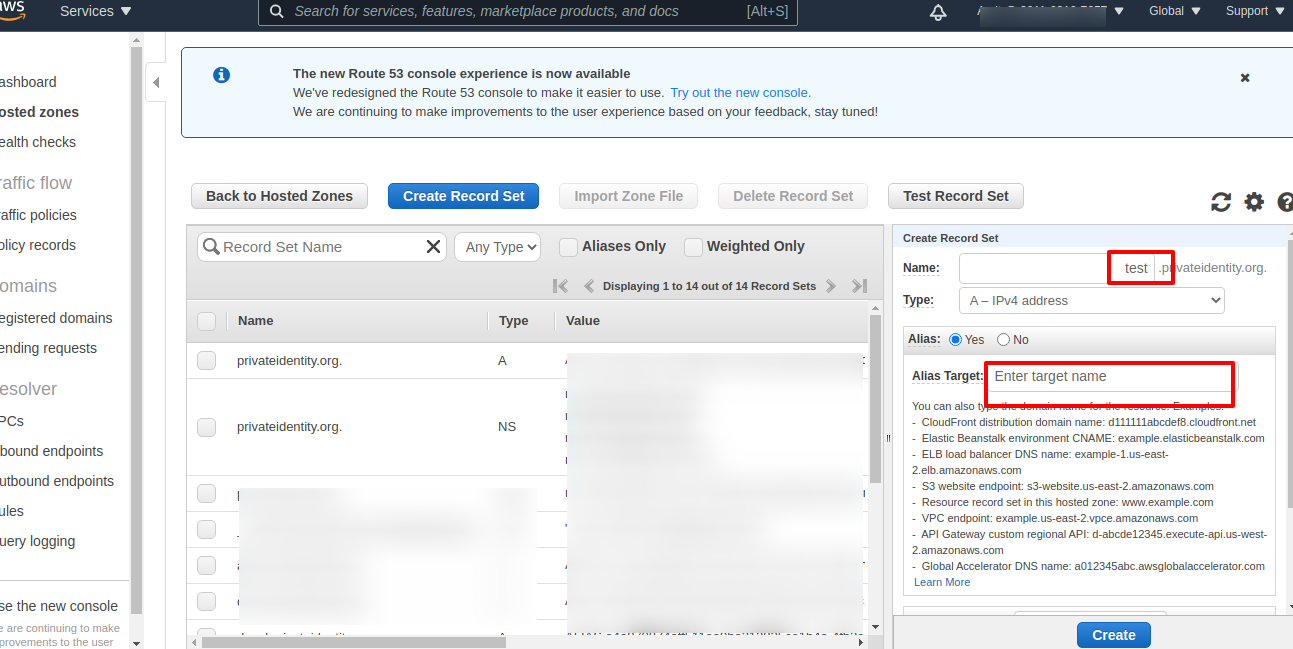 aws
Services
Search for services, features, marketplace products, and docs
[Alt+S]
Global
Support
ashboard
osted zones
ealth checks
raffic flow
affic policies
olicy records
omains
egistered domains
ending requests
esolver
PCs
bound endpoints
utbound endpoints
ules
uery logging
se the new console
e are continuing to make
provements to the user
The new Route 53 console experience is now available
We've redesigned the Route 53 console to make it easier to use. Try out the new console.
We are continuing to make improvements to the user experience based on your feedback, stay tuned!
Back to Hosted Zones
Create Record Set
Import Zone File
Delete Record Set
Test Record Set
Record Set Name
Any Type
Aliases Only
Weighted Only
Displaying 1 to 14 out of 14 Record Sets
Name Type Value
privateidentity.org. A
privateidentity.org. NS
Create Record Set
Name: test .privateidentity.org.
Type: A – IPv4 address
Alias: Yes No
Alias Target: Enter target name
You can also type the domain name for the resource. Examples:
- CloudFront distribution domain name: d111111abcdef8.cloudfront.net
- Elastic Beanstalk environment CNAME: example.elasticbeanstalk.com
- ELB load balancer DNS name: example-1.us-east-
2.elb.amazonaws.com
- S3 website endpoint: s3-website.us-east-2.amazonaws.com
- Resource record set in this hosted zone: www.example.com
- VPC endpoint: example.us-east-2.vpce.amazonaws.com
- API Gateway custom regional API: d-abcde12345.execute-api.us-west-
2.amazonaws.com
- Global Accelerator DNS name: a012345abc.awsglobalaccelerator.com
Learn More
Create